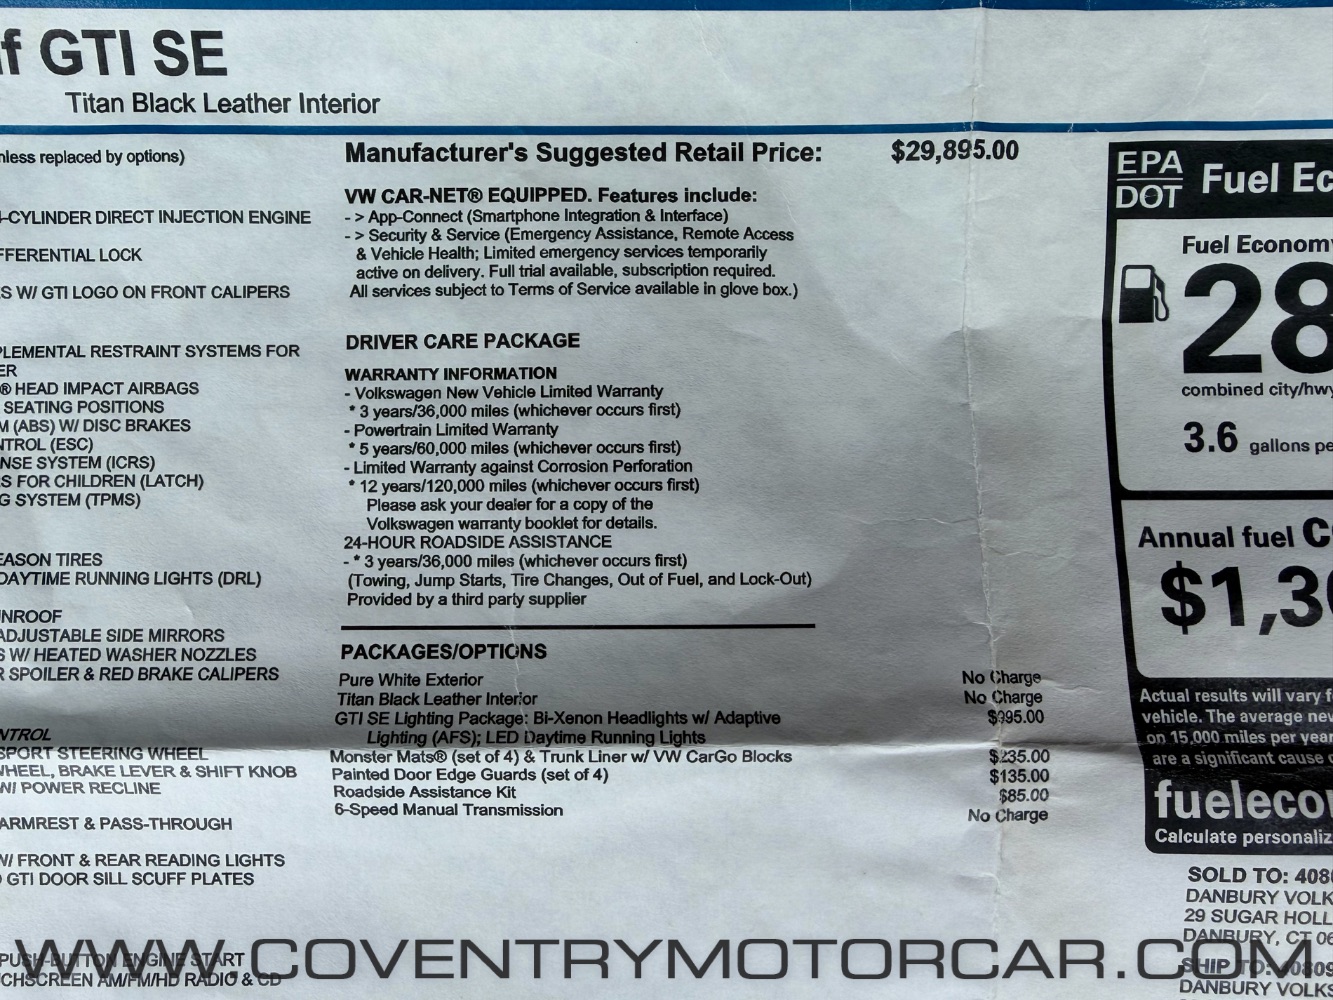 lf GTI SE
Titan Black Leather Interior
nless replaced by options)
4-CYLINDER DIRECT INJECTION ENGINE
FFERENTIAL LOCK
S W/ GTI LOGO ON FRONT CALIPERS
PLEMENTAL RESTRAINT SYSTEMS FOR
ER
® HEAD IMPACT AIRBAGS
SEATING POSITIONS
M (ABS) W/ DISC BRAKES
NTROL (ESC)
NSE SYSTEM (ICRS)
S FOR CHILDREN (LATCH)
G SYSTEM (TPMS)
EASON TIRES
DAYTIME RUNNING LIGHTS (DRL)
NROOF
ADJUSTABLE SIDE MIRRORS
S W/ HEATED WASHER NOZZLES
R SPOILER & RED BRAKE CALIPERS
NTROL
SPORT STEERING WHEEL
WHEEL, BRAKE LEVER & SHIFT KNOB
W/ POWER RECLINE
ARMREST & PASS-THROUGH
W/ FRONT & REAR READING LIGHTS
GTI DOOR SILL SCUFF PLATES
PUSH-BUTTON ENGINE START
CHSCREEN AM/FM/HD RADIO & CD
Manufacturer's Suggested Retail Price: $29,895.00
VW CAR-NET® EQUIPPED. Features include:
- > App-Connect (Smartphone Integration & Interface)
- > Security & Service (Emergency Assistance, Remote Access
& Vehicle Health; Limited emergency services temporarily
active on delivery. Full trial available, subscription required.
All services subject to Terms of Service available in glove box.)
DRIVER CARE PACKAGE
WARRANTY INFORMATION
- Volkswagen New Vehicle Limited Warranty
* 3 years/36,000 miles (whichever occurs first)
- Powertrain Limited Warranty
* 5 years/60,000 miles (whichever occurs first)
- Limited Warranty against Corrosion Perforation
* 12 years/120,000 miles (whichever occurs first)
Please ask your dealer for a copy of the
Volkswagen warranty booklet for details.
24-HOUR ROADSIDE ASSISTANCE
- * 3 years/36,000 miles (whichever occurs first)
(Towing, Jump Starts, Tire Changes, Out of Fuel, and Lock-Out)
Provided by a third party supplier
PACKAGES/OPTIONS
Pure White Exterior No Charge
Titan Black Leather Interior No Charge
GTI SE Lighting Package: Bi-Xenon Headlights w/ Adaptive $995.00
Lighting (AFS); LED Daytime Running Lights
Monster Mats® (set of 4) & Trunk Liner w/ VW CarGo Blocks $235.00
Painted Door Edge Guards (set of 4) $135.00
Roadside Assistance Kit $85.00
6-Speed Manual Transmission No Charge
EPA
DOT
Fuel Ec
Fuel Econom
28
combined city/hwy
3.6 gallons pe
Annual fuel C
$1,3
Actual results will vary f
vehicle. The average new
on 15,000 miles per year
are a significant cause
fueleco
Calculate personaliz
SOLD TO: 408
DANBURY VOLK
29 SUGAR HOLL
DANBURY, CT 06
SHIP TO: 40809
DANBURY VOLKS
WWW.COVENTRYMOTORCAR.COM